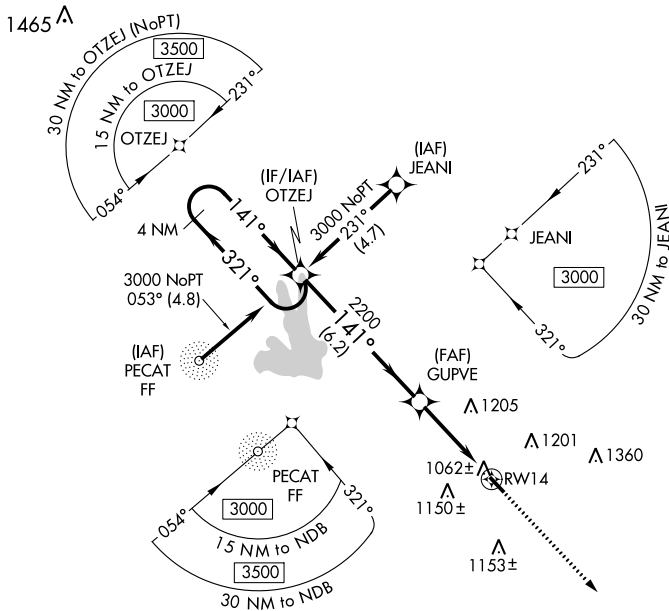 1465
30 NM to OTZEJ (NoPT)
3500
15 NM to OTZEJ
3000
OTZEJ
231°
054°
(IF/IAF)
OTZEJ
(IAF)
JEANI
3000 NoPT
231°
(4.7)
4 NM
141°
321°
231°
JEANI
3000
321°
30 NM to JEANI
3000 NoPT
053° (4.8)
(IAF)
PECAT
FF
2200
141°
(6.2)
(FAF)
GUPVE
1205
1201
1360
1062±
RW14
1150±
1153±
PECAT
FF
054°
321°
3000
15 NM to NDB
3500
30 NM to NDB